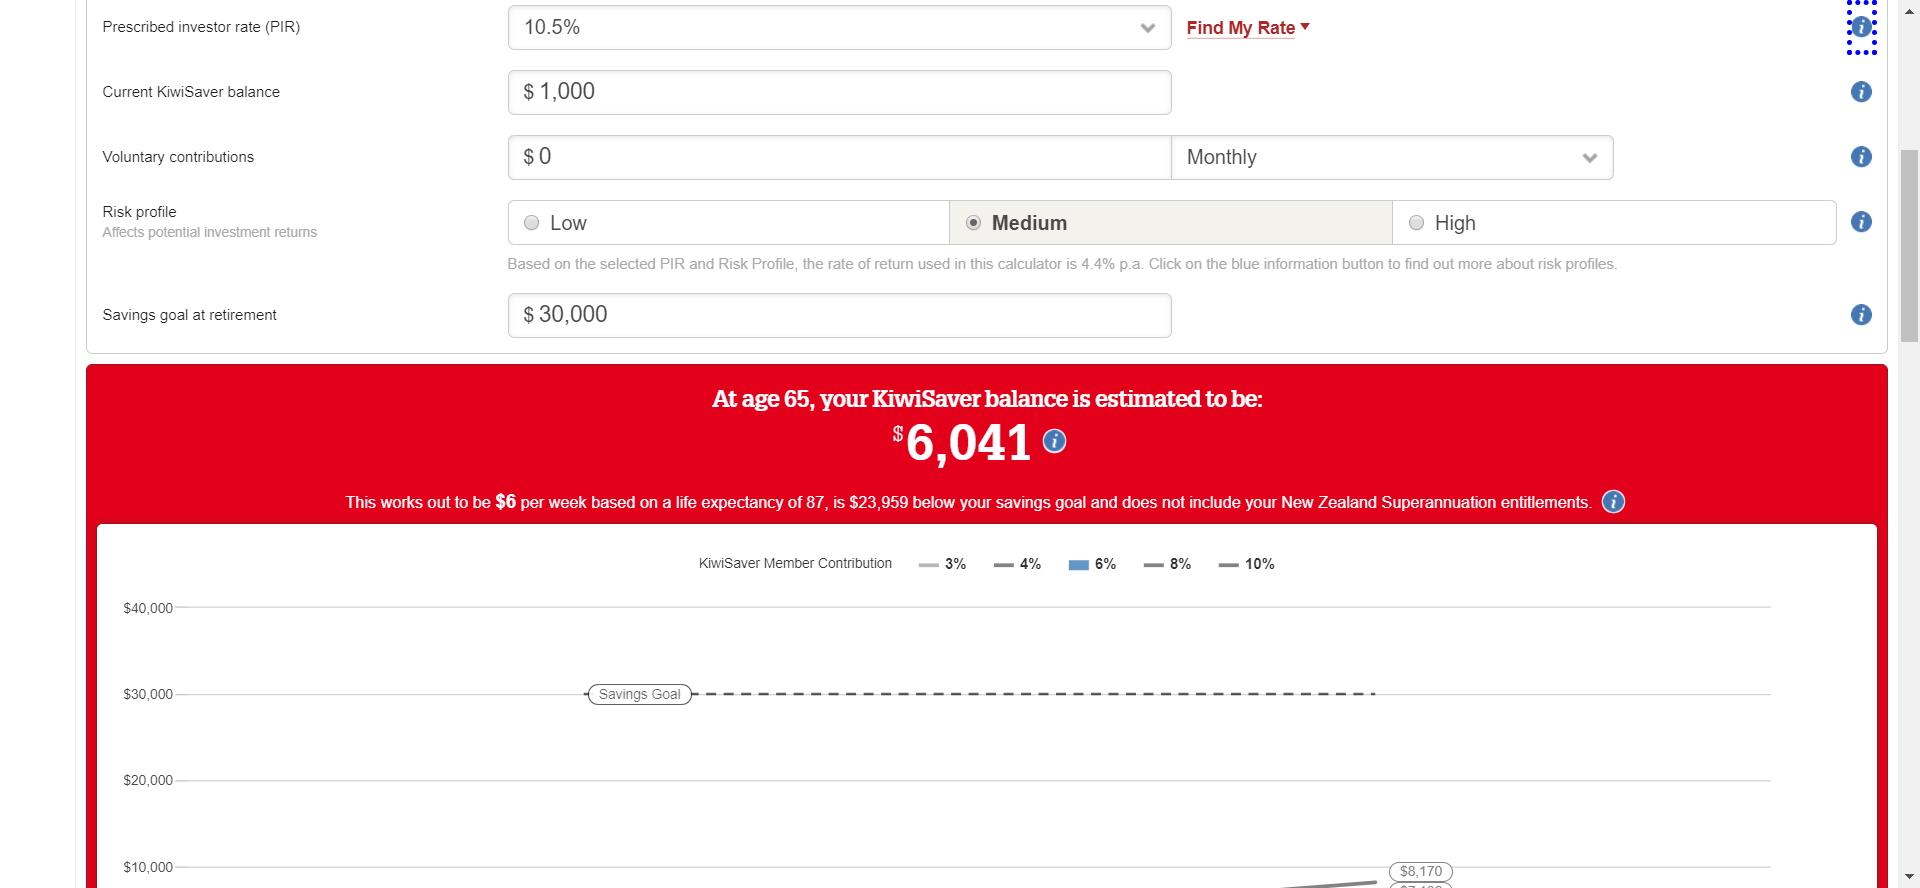 Prescribed investor rate (PIR)
10.5%
Find My Rate
Current KiwiSaver balance
$ 1,000
Voluntary contributions
$ 0
Monthly
Risk profile
Affects potential investment returns
Low
Medium
High
Based on the selected PIR and Risk Profile, the rate of return used in this calculator is 4.4% p.a. Click on the blue information button to find out more about risk profiles.
Savings goal at retirement
$ 30,000
At age 65, your KiwiSaver balance is estimated to be:
$6,041
This works out to be $6 per week based on a life expectancy of 87, is $23,959 below your savings goal and does not include your New Zealand Superannuation entitlements.
KiwiSaver Member Contribution
3%
4%
6%
8%
10%
$40,000
$30,000
Savings Goal
$20,000
$10,000
$8,170